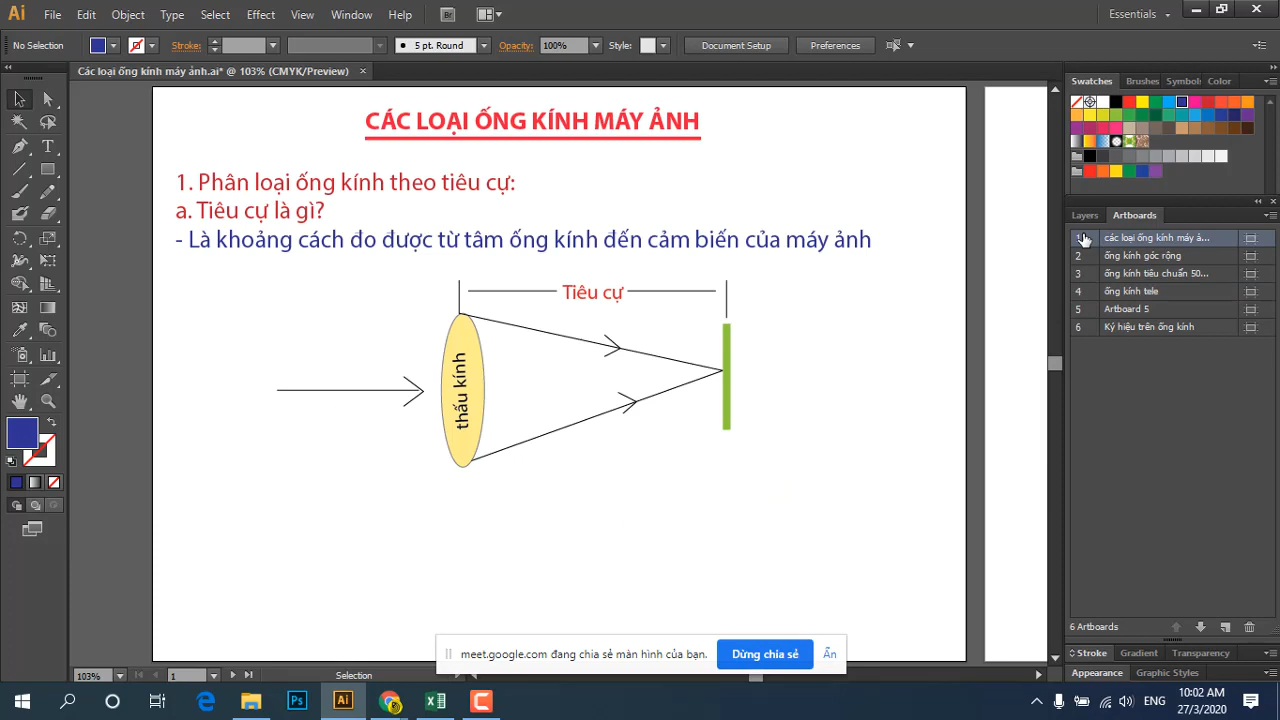 Ai File Edit Object Type Select Effect View Window Help Br Essentials
No Selection Stroke: 5 pt. Round Opacity: 100% Style: Document Setup Preferences
Các loại ống kính máy ảnh.ai* @ 103% (CMYK/Preview)
CÁC LOẠI ỐNG KÍNH MÁY ẢNH
1. Phân loại ống kính theo tiêu cự:
a. Tiêu cự là gì?
- Là khoảng cách đo được từ tâm ống kính đến cảm biến của máy ảnh
Tiêu cự
thấu kính
Swatches Brushes Symbols Color
Layers Artboards
các loại ống kính máy ả...
2 ống kính góc rộng
3 ống kính tiêu chuẩn 50...
4 ống kính tele
5 Artboard 5
6 Ký hiệu trên ống kính
6 Artboards
Stroke Gradient Transparency
Appearance Graphic Styles
meet.google.com đang chia sẻ màn hình của bạn. Dừng chia sẻ Ẩn
103% 1 Selection
Ps Ai ENG
10:02 AM
27/3/2020